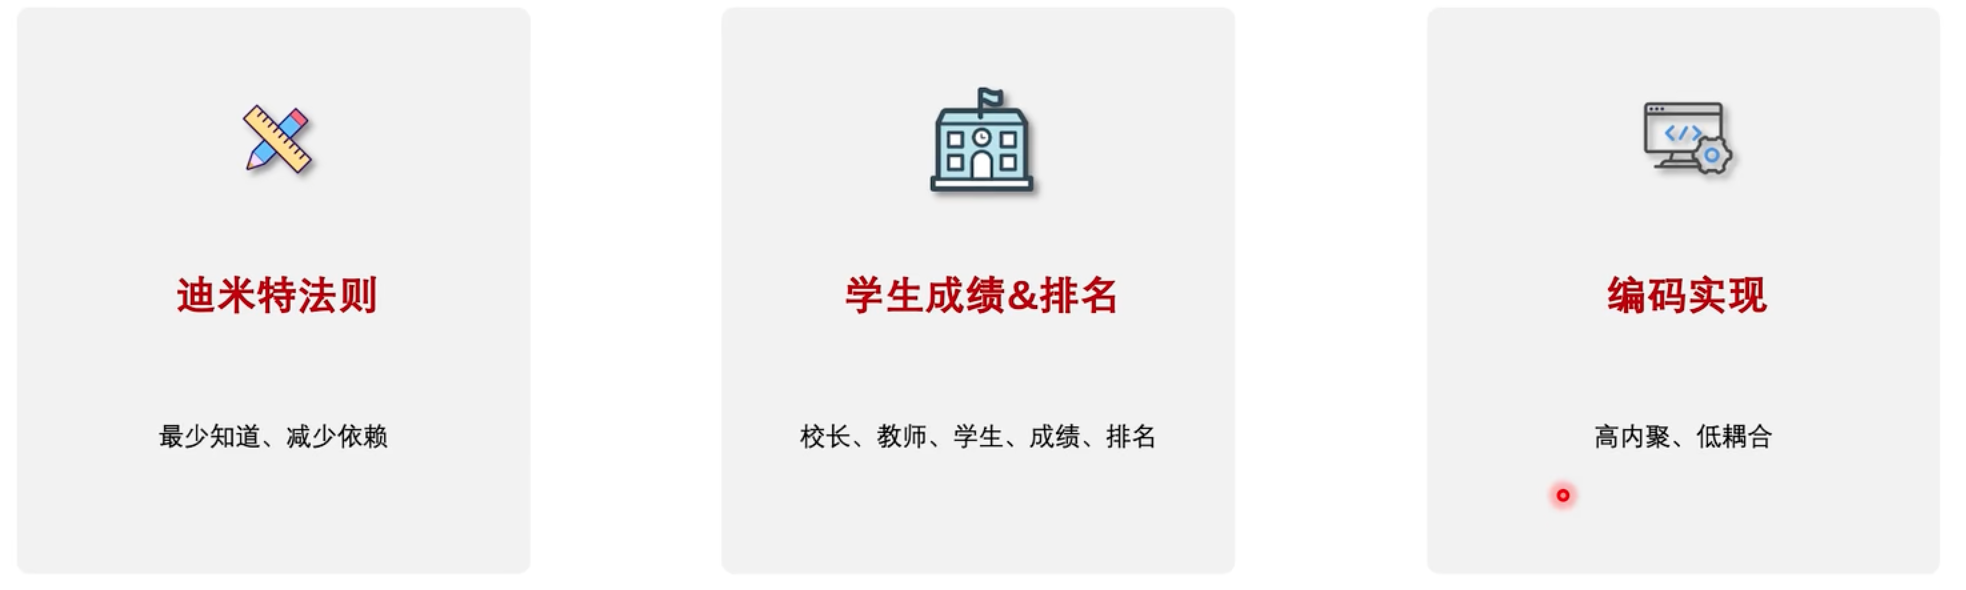 迪米特法则
最少知道、减少依赖
学生成绩&排名
校长、教师、学生、成绩、排名
编码实现
高内聚、低耦合